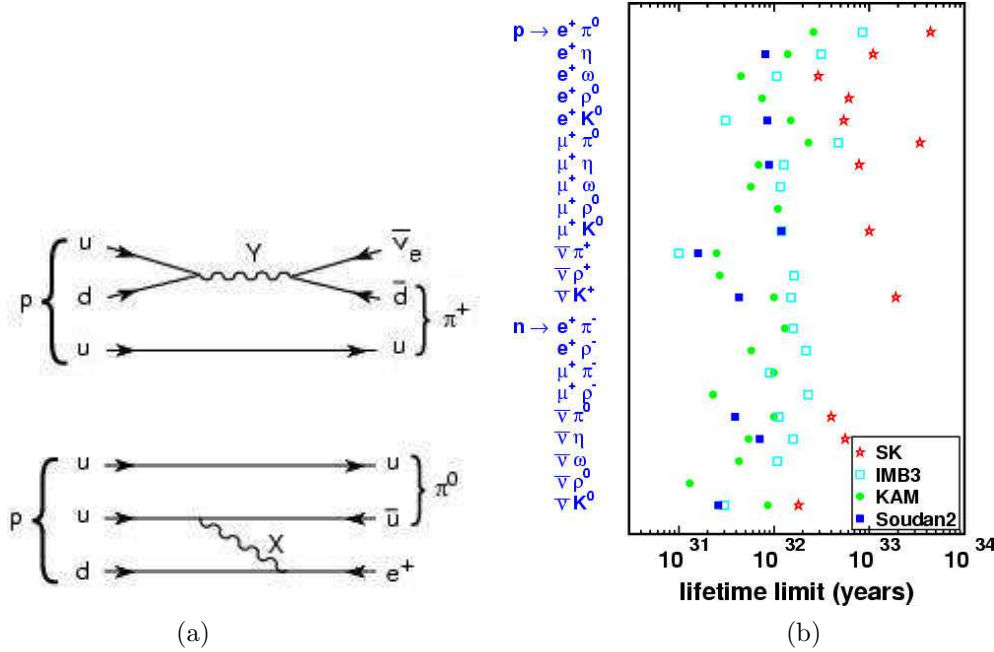 u
Y
ν̅e
p
d
d̅
π+
u
u
u
u
π0
p
u
u̅
X
d
e+
(a)
p → e+ π0
e+ η
e+ ω
e+ ρ0
e+ K0
μ+ π0
μ+ η
μ+ ω
μ+ ρ0
μ+ K0
ν̅ π+
ν̅ ρ+
ν̅ K+
n → e+ π-
e+ ρ-
μ+ π-
μ+ ρ-
ν̅ π0
ν̅ η
ν̅ ω
ν̅ ρ0
ν̅ K0
SK
IMB3
KAM
Soudan2
10^31 10^32 10^33 10^34
lifetime limit (years)
(b)